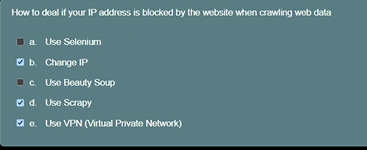 How to deal if your IP address is blocked by the website when crawling web data
a. Use Selenium
b. Change IP
c. Use Beauty Soup
d. Use Scrapy
e. Use VPN (Virtual Private Network)